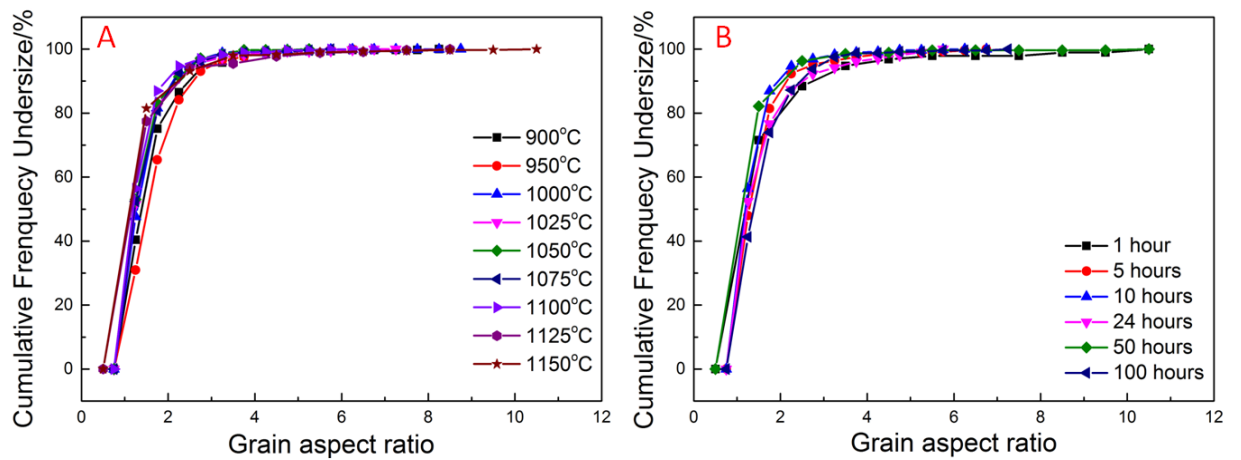 A
Cumulative Frenquecy Undersize/%
100
80
60
40
20
0
900°C
950°C
1000°C
1025°C
1050°C
1075°C
1100°C
1125°C
1150°C
0 2 4 6 8 10 12
Grain aspect ratio
B
Cumulative Frenquecy Undersize/%
100
80
60
40
20
0
1 hour
5 hours
10 hours
24 hours
50 hours
100 hours
0 2 4 6 8 10 12
Grain aspect ratio